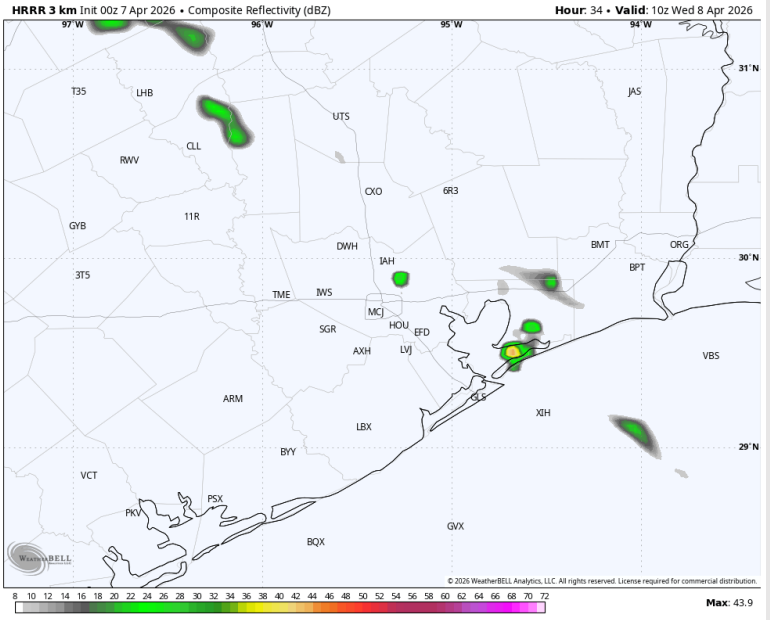 HRRR 3 km Init 00z 7 Apr 2026 • Composite Reflectivity (dBZ) Hour: 34 • Valid: 10z Wed 8 Apr 2026
97°W 96°W 95°W 94°W
31°N
T35 LHB JAS
UTS
CLL
RWV
CXO 6R3
11R
GYB
DWH BMT ORG
IAH 30°N
BPT
3T5
TME IWS
MCJ
SGR HOU EFD
AXH LVJ
VBS
ARM GLS
XIH
LBX
29°N
BYY
VCT
PSX
PKV
GVX
BQX
WEATHERBELL
© 2026 WeatherBELL Analytics, LLC. All rights reserved. License required for commercial distribution.
8 10 12 14 16 18 20 22 24 26 28 30 32 34 36 38 40 42 44 46 48 50 52 54 56 58 60 62 64 66 68 70 72
Max: 43.9